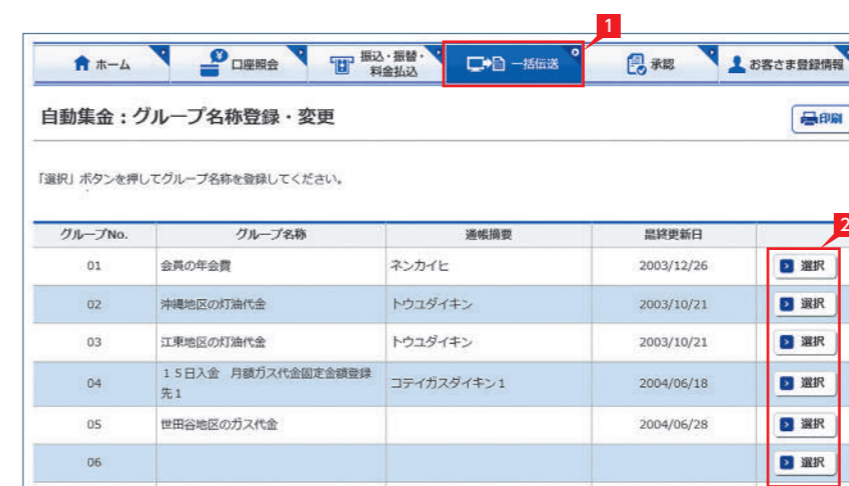 1
ホーム
口座照会
振込・振替・
料金払込
一括伝送
承認
お客さま登録情報
自動集金：グループ名称登録・変更
印刷
「選択」ボタンを押してグループ名称を登録してください。
2
グループNo. グループ名称 通帳摘要 最終更新日
01 会員の年会費 ネンカイヒ 2003/12/26 選択
02 沖縄地区の灯油代金 トウユダイキン 2003/10/21 選択
03 江東地区の灯油代金 トウユダイキン 2003/10/21 選択
04 １５日入金　月額ガス代金固定金額登録
先１ コテイガスダイキン１ 2004/06/18 選択
05 世田谷地区のガス代金 2004/06/28 選択
06 選択